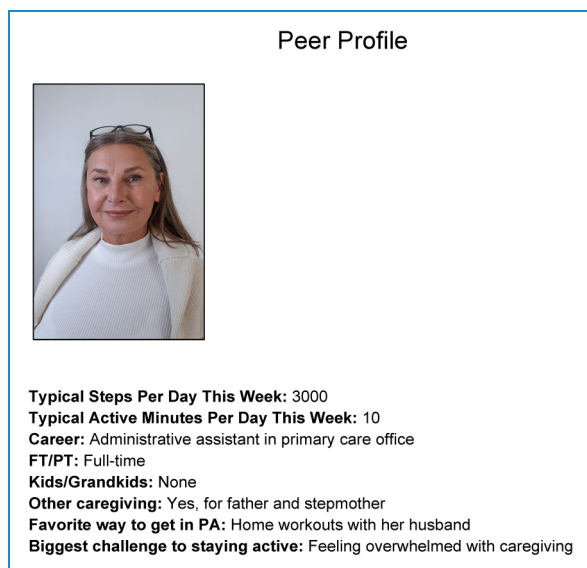 Peer Profile
Typical Steps Per Day This Week: 3000
Typical Active Minutes Per Day This Week: 10
Career: Administrative assistant in primary care office
FT/PT: Full-time
Kids/Grandkids: None
Other caregiving: Yes, for father and stepmother
Favorite way to get in PA: Home workouts with her husband
Biggest challenge to staying active: Feeling overwhelmed with caregiving